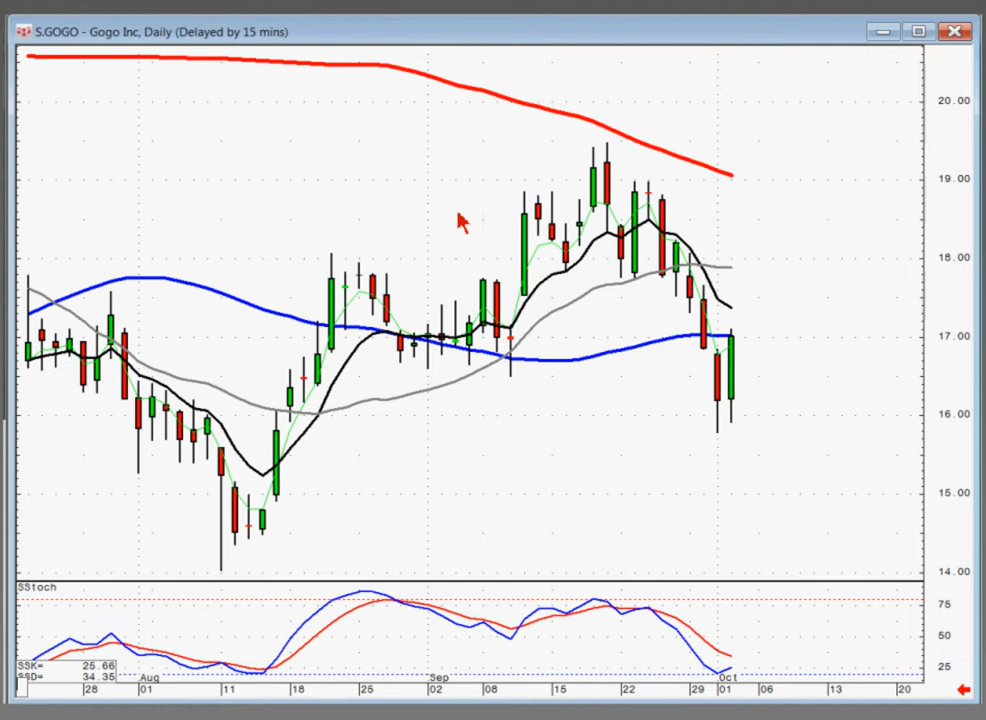 S.GOGO - Gogo Inc, Daily (Delayed by 15 mins)
20.00
19.00
18.00
17.00
16.00
15.00
14.00
SStoch
75
50
25
SSK= 25.66
SSD= 34.35
Aug Sep Oct
28 01 11 18 25 02 08 15 22 29 01 06 13 20